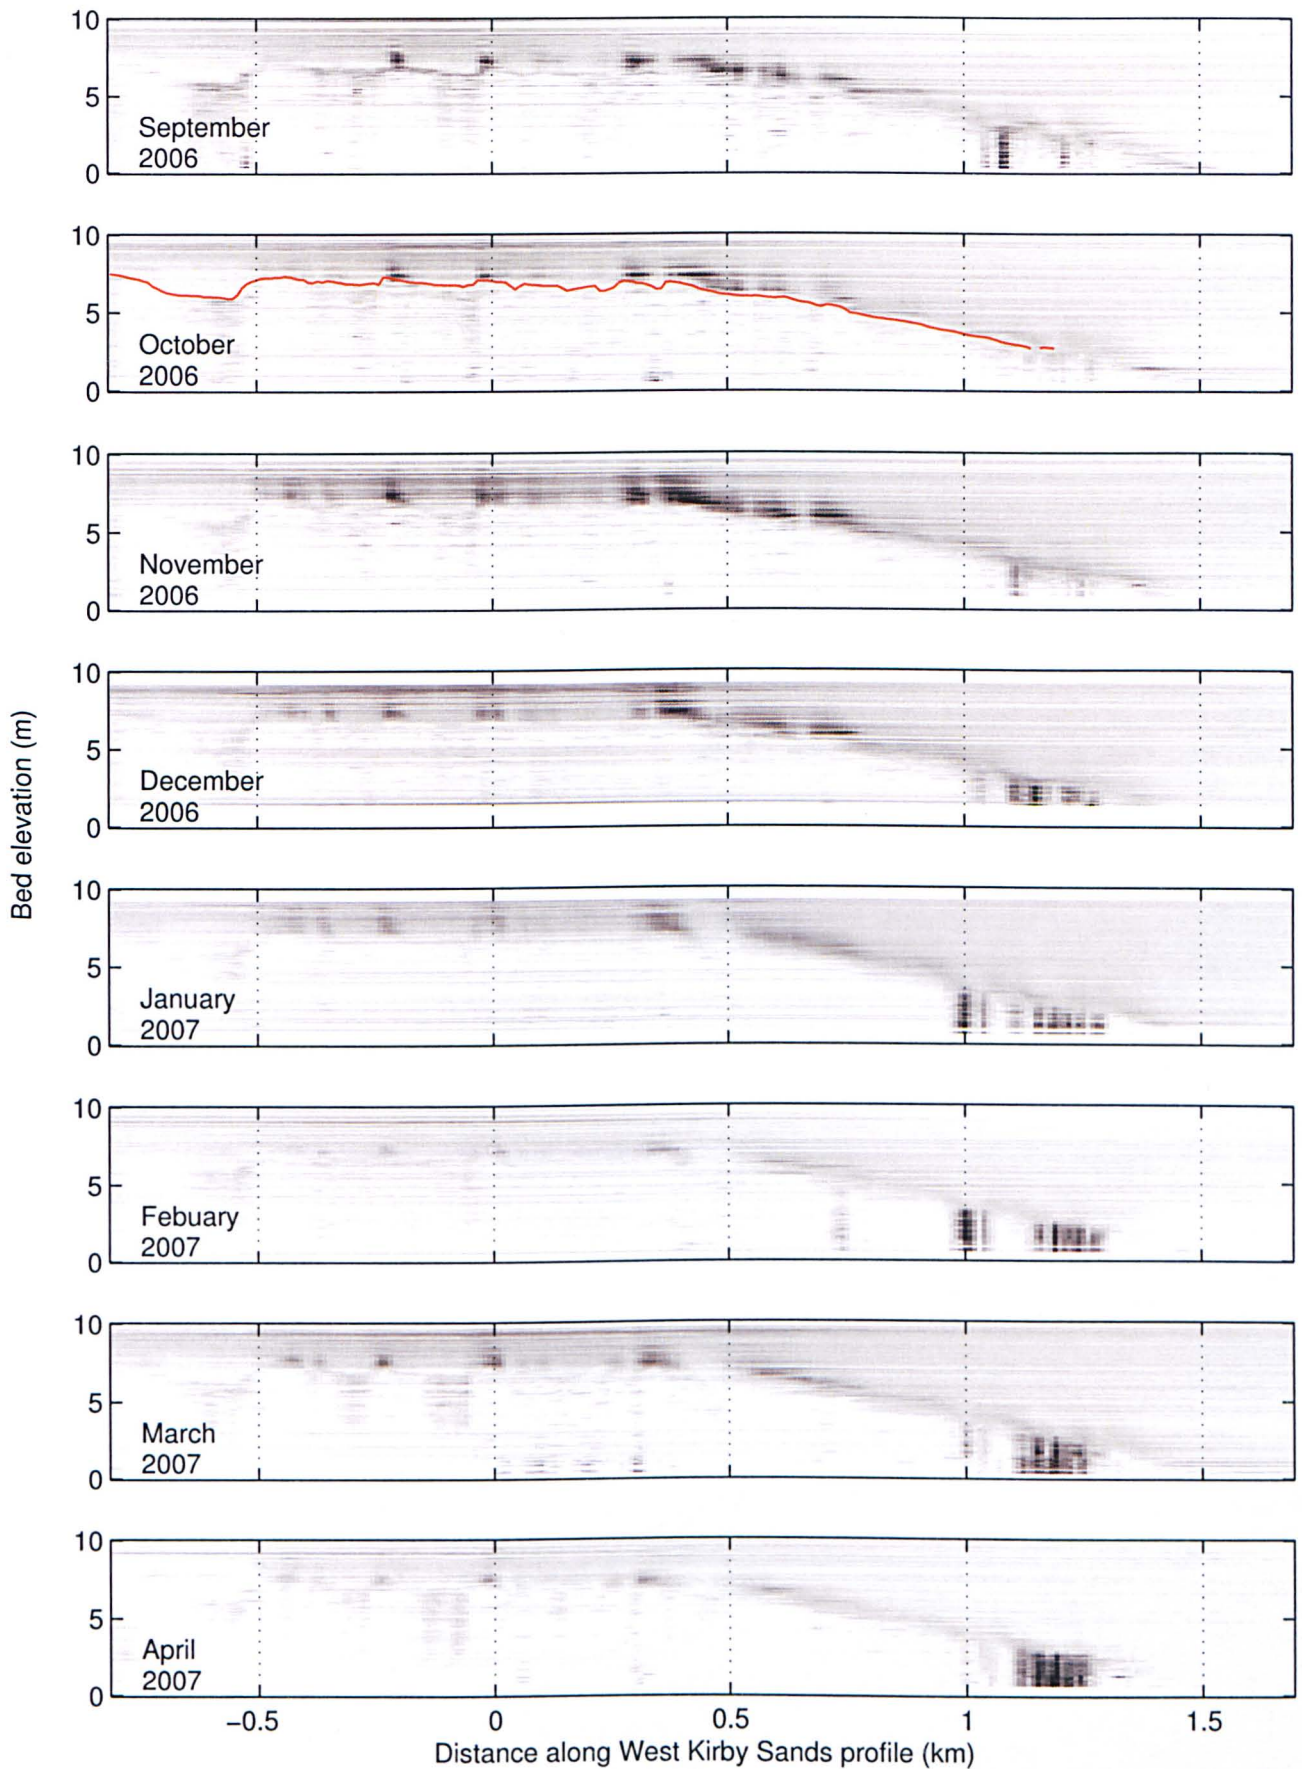 10
5
0
September
2006
10
5
0
October
2006
10
5
0
November
2006
10
5
0
December
2006
10
5
0
January
2007
10
5
0
Febuary
2007
10
5
0
March
2007
10
5
0
April
2007
Bed elevation (m)
−0.5 0 0.5 1 1.5
Distance along West Kirby Sands profile (km)